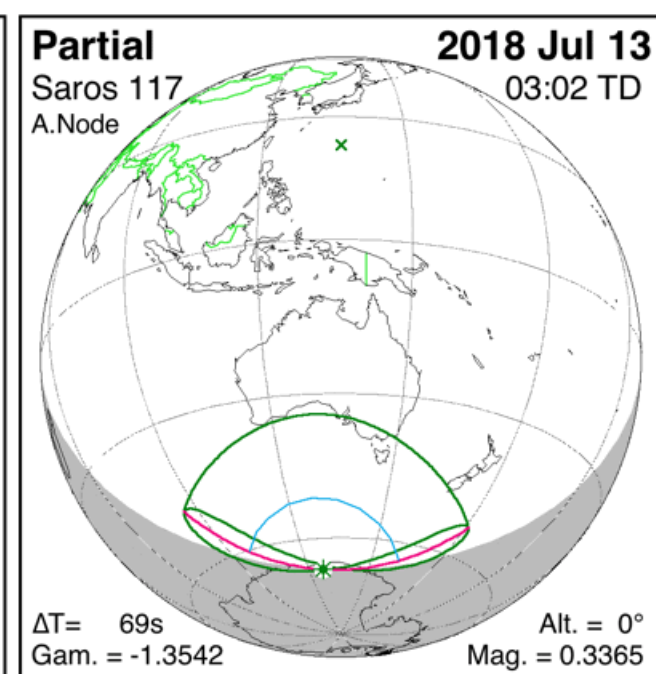 Partial 2018 Jul 13
Saros 117 03:02 TD
A.Node
ΔT= 69s Alt. = 0°
Gam. = -1.3542 Mag. = 0.3365